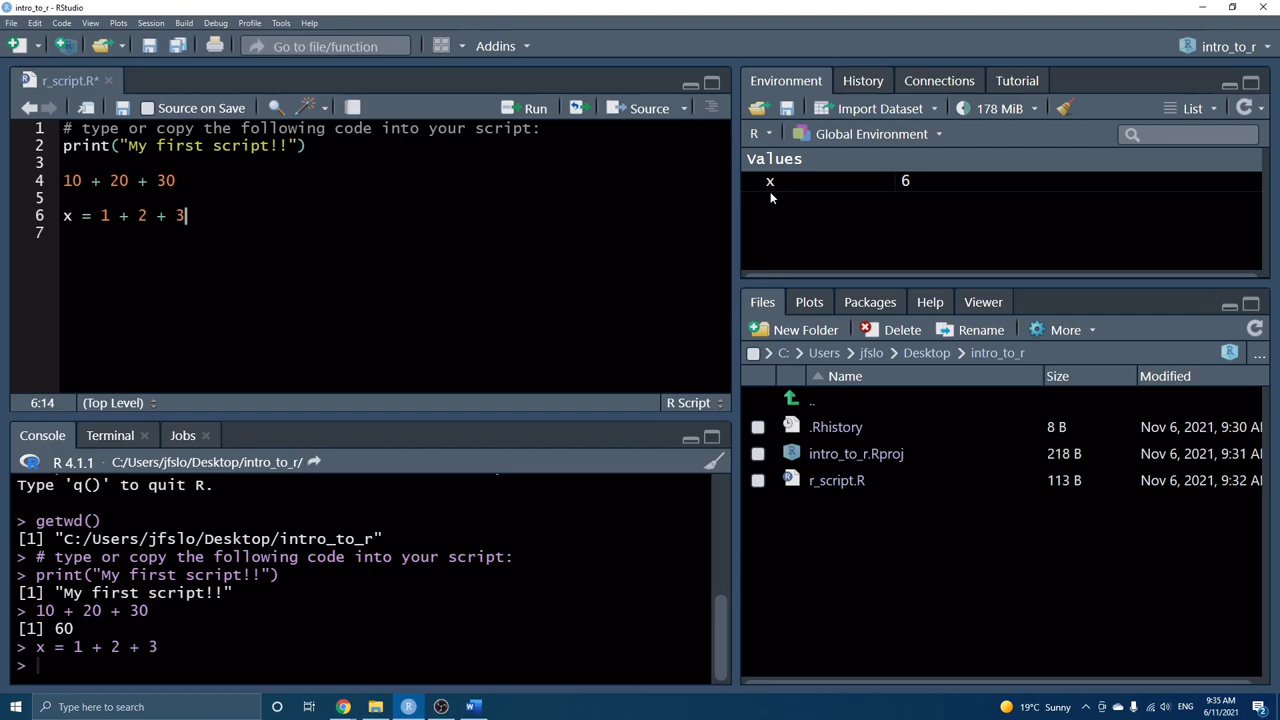 intro_to_r - RStudio
File Edit Code View Plots Session Build Debug Profile Tools Help
Go to file/function Addins intro_to_r
r_script.R*
Source on Save Run Source
1 # type or copy the following code into your script:
2 print("My first script!!")
3
4 10 + 20 + 30
5
6 x = 1 + 2 + 3
7
6:14 (Top Level) R Script
Console Terminal Jobs
R 4.1.1 · C:/Users/jfslo/Desktop/intro_to_r/
Type 'q()' to quit R.
> getwd()
[1] "C:/Users/jfslo/Desktop/intro_to_r"
> # type or copy the following code into your script:
> print("My first script!!")
[1] "My first script!!"
> 10 + 20 + 30
[1] 60
> x = 1 + 2 + 3
>
Environment History Connections Tutorial
Import Dataset 178 MiB List
R Global Environment
Values
x 6
Files Plots Packages Help Viewer
New Folder Delete Rename More
C: Users jfslo Desktop intro_to_r ...
Name Size Modified
..
.Rhistory 8 B Nov 6, 2021, 9:30 AM
intro_to_r.Rproj 218 B Nov 6, 2021, 9:31 AM
r_script.R 113 B Nov 6, 2021, 9:32 AM
Type here to search
19°C Sunny
9:35 AM
6/11/2021
2